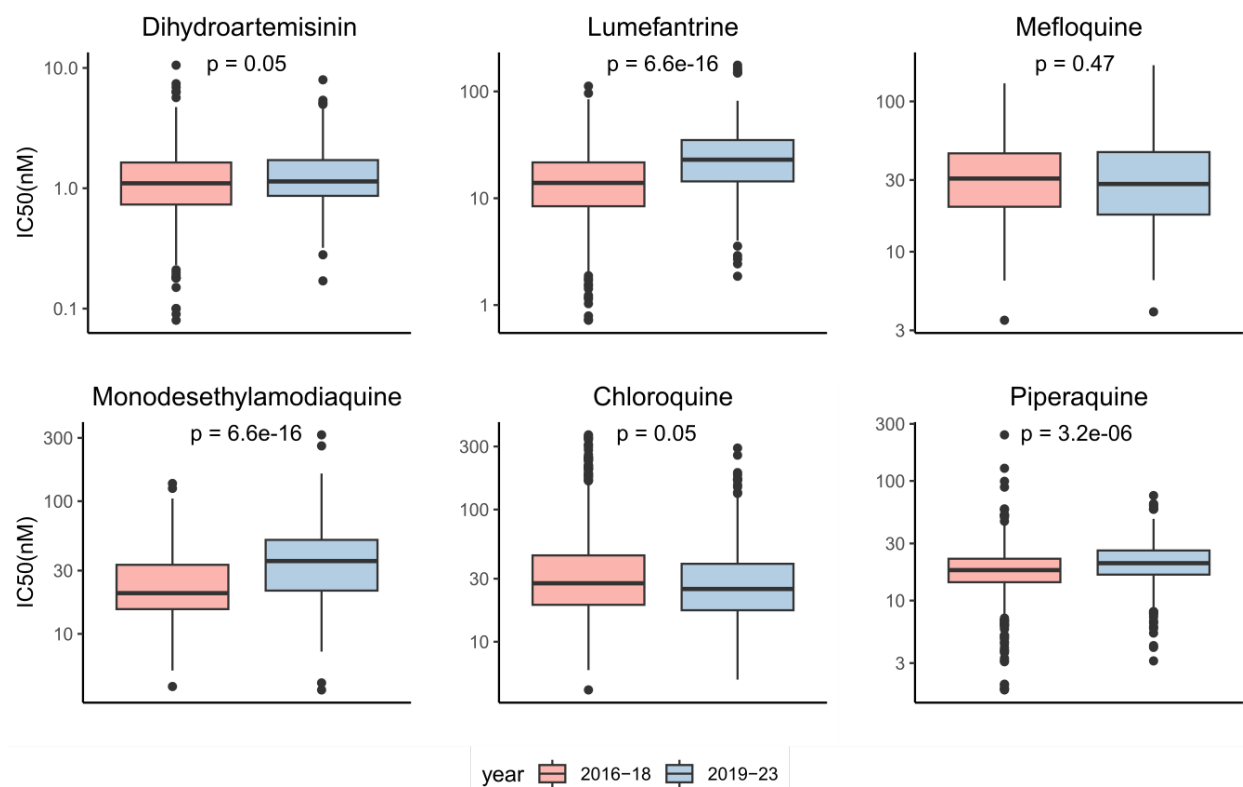 Dihydroartemisinin
p = 0.05
IC50(nM)
10.0
1.0
0.1
Lumefantrine
p = 6.6e-16
100
10
1
Mefloquine
p = 0.47
100
30
10
3
Monodesethylamodiaquine
p = 6.6e-16
IC50(nM)
300
100
30
10
Chloroquine
p = 0.05
300
100
30
10
Piperaquine
p = 3.2e-06
300
100
30
10
3
year 2016−18 2019−23